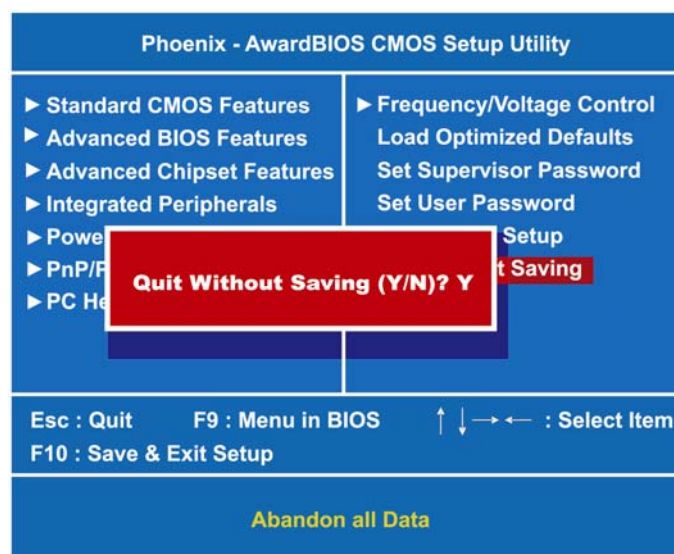 Phoenix - AwardBIOS CMOS Setup Utility
► Standard CMOS Features
► Advanced BIOS Features
► Advanced Chipset Features
► Integrated Peripherals
► Powe
► PnP/P
► PC He
► Frequency/Voltage Control
Load Optimized Defaults
Set Supervisor Password
Set User Password
Setup
t Saving
Quit Without Saving (Y/N)? Y
Esc : Quit F9 : Menu in BIOS ↑ ↓ → ← : Select Item
F10 : Save & Exit Setup
Abandon all Data